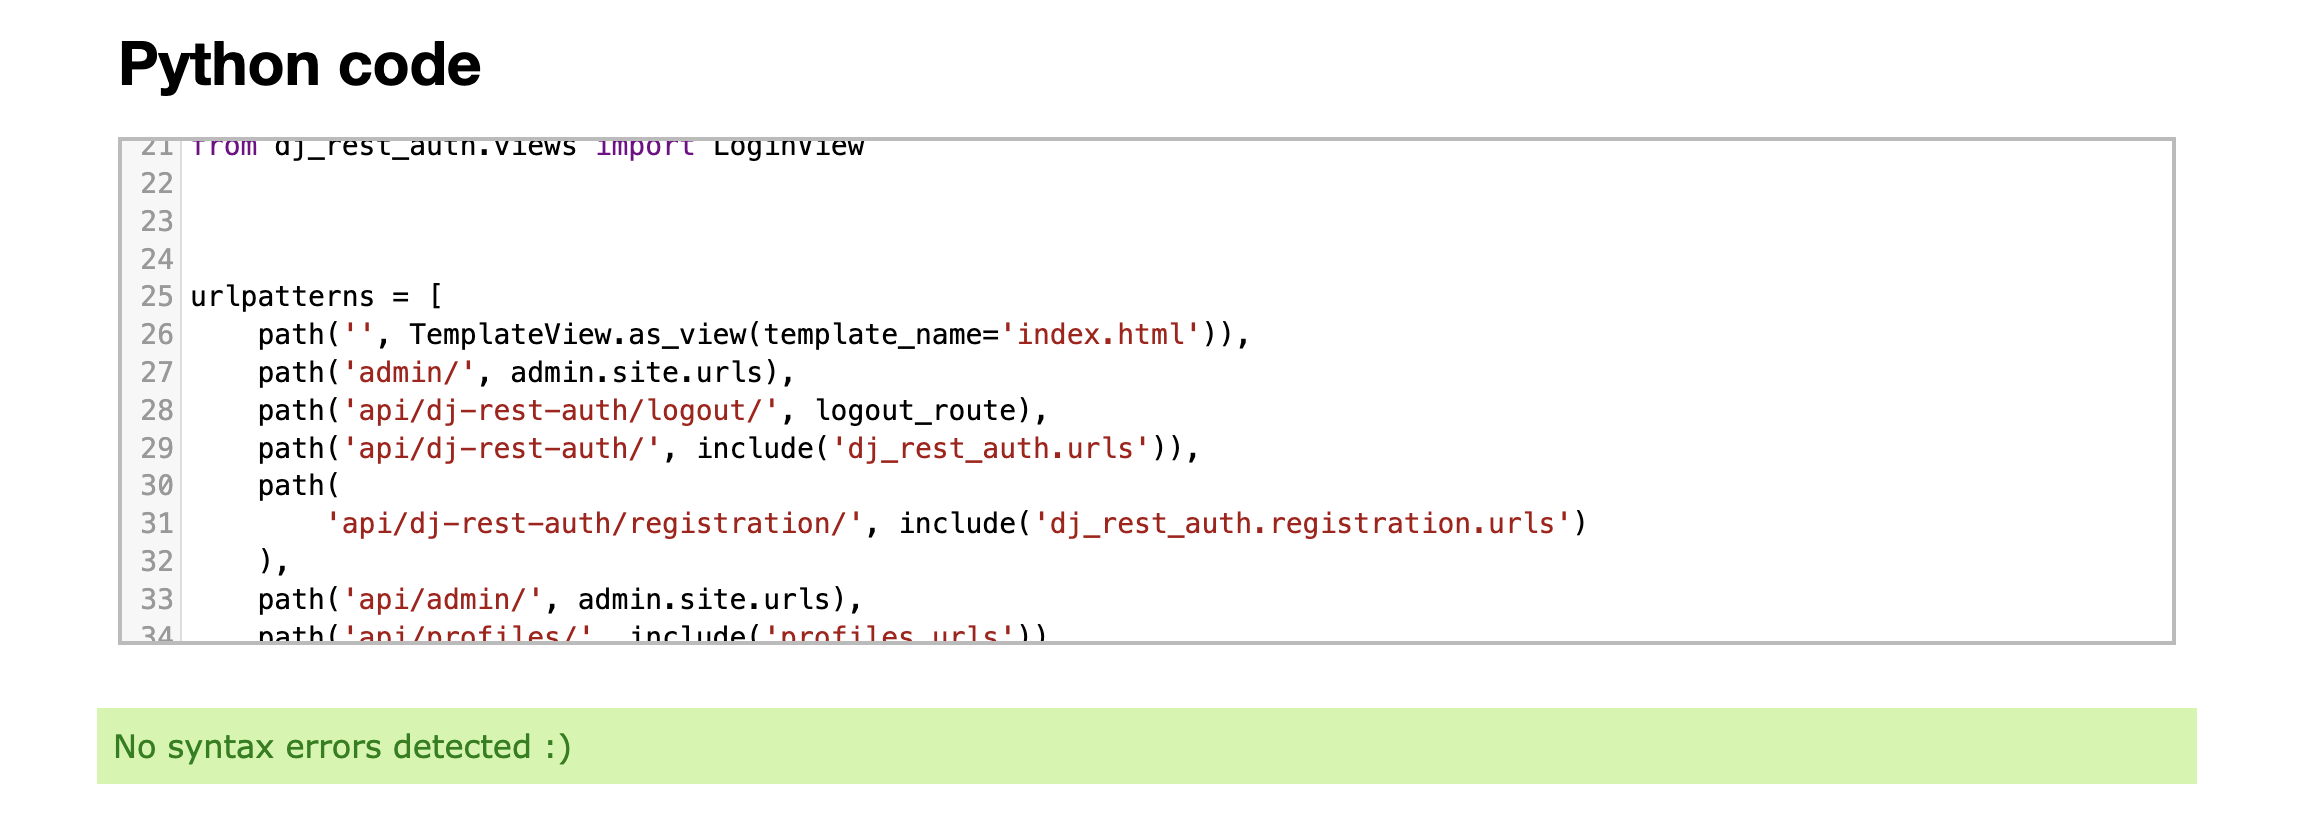 Python code
21 from dj_rest_auth.views import LoginView
22
23
24
25 urlpatterns = [
26 path('', TemplateView.as_view(template_name='index.html')),
27 path('admin/', admin.site.urls),
28 path('api/dj-rest-auth/logout/', logout_route),
29 path('api/dj-rest-auth/', include('dj_rest_auth.urls')),
30 path(
31 'api/dj-rest-auth/registration/', include('dj_rest_auth.registration.urls')
32 ),
33 path('api/admin/', admin.site.urls),
34 path('api/profiles/', include('profiles.urls'))
No syntax errors detected :)